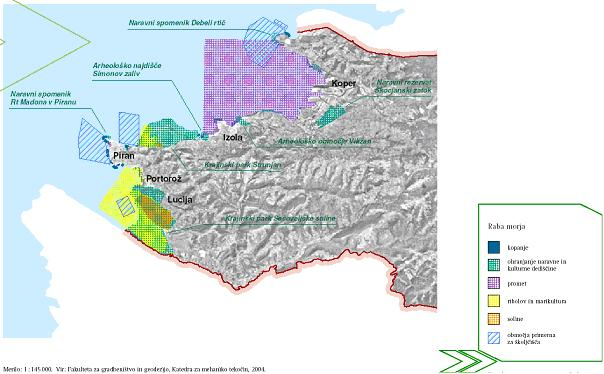 Naravni spomenik Debeli rtič
Arheološko najdišče
Simonov zaliv
Naravni spomenik
Rt Madona v Piranu
Koper
Naravni rezervat
Škocjanski zatok
Izola
Arheološko območje Vižan
Piran
Krajinski park Strunjan
Portorož
Lucija
Krajinski park Sečoveljske soline
Raba morja
kopanje
ohranjanje naravne in
kulturne dediščine
promet
ribolov in marikultura
soline
območja primerna
za školjčišča
Merilo: 1 : 145 000. Vir: Fakulteta za gradbeništvo in geodezijo, Katedra za mehaniko tekočin, 2004.